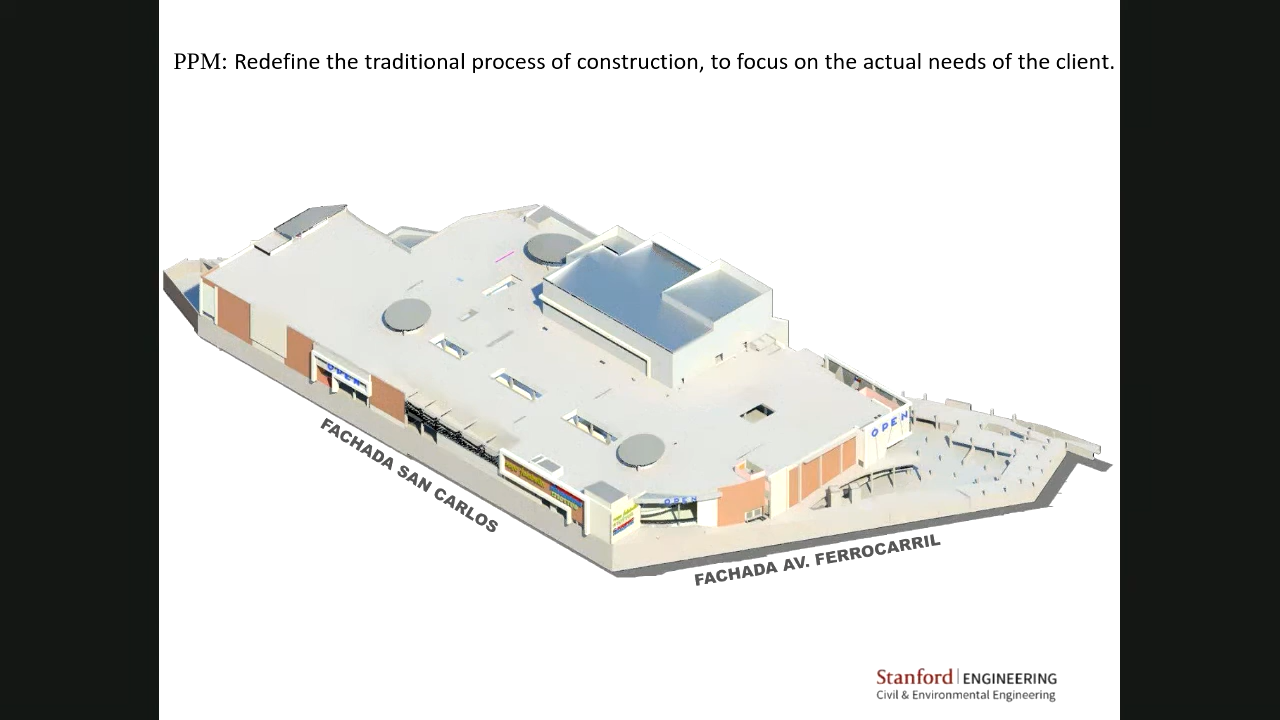 PPM: Redefine the traditional process of construction, to focus on the actual needs of the client.
OPEN
OPEN
OPEN
FACHADA SAN CARLOS
FACHADA AV. FERROCARRIL
Stanford ENGINEERING
Civil & Environmental Engineering